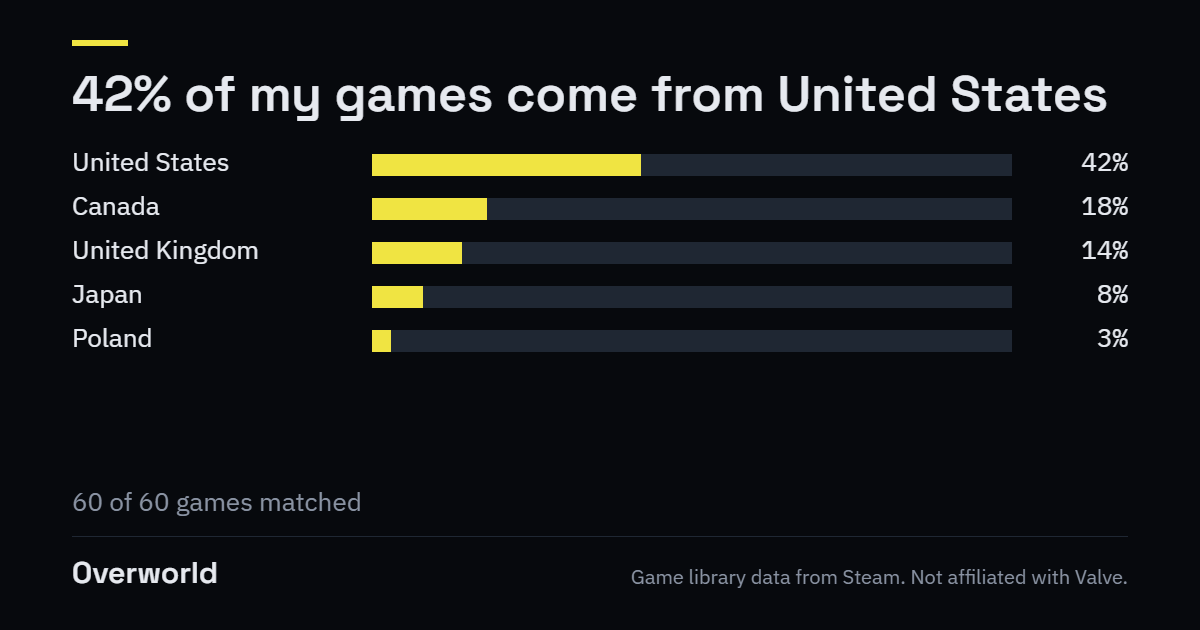 42% of my games come from United States
United States 42%
Canada 18%
United Kingdom 14%
Japan 8%
Poland 3%
60 of 60 games matched
Overworld
Game library data from Steam. Not affiliated with Valve.